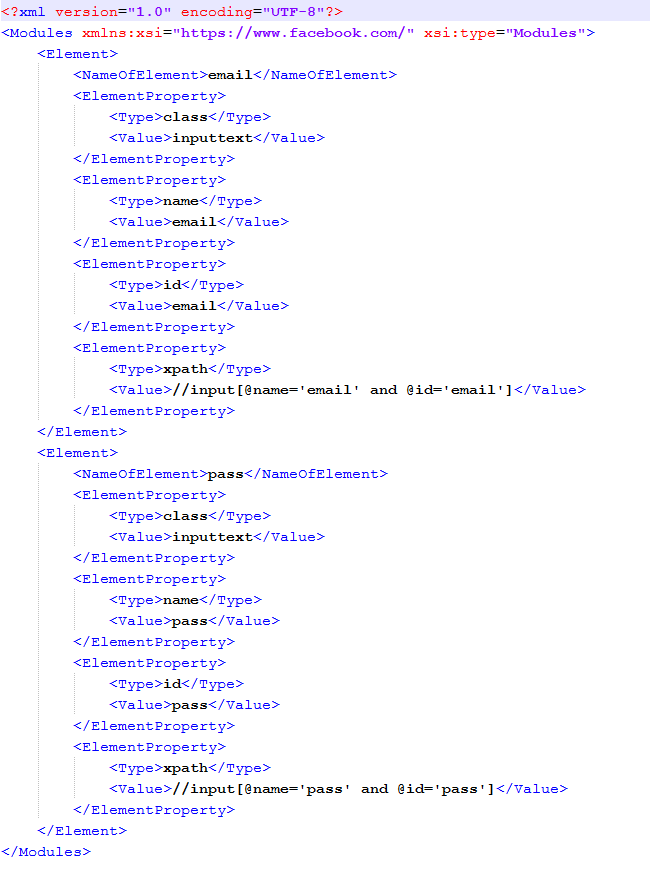 <?xml version="1.0" encoding="UTF-8"?>
<Modules xmlns:xsi="https://www.facebook.com/" xsi:type="Modules">
<Element>
<NameOfElement>email</NameOfElement>
<ElementProperty>
<Type>class</Type>
<Value>inputtext</Value>
</ElementProperty>
<ElementProperty>
<Type>name</Type>
<Value>email</Value>
</ElementProperty>
<ElementProperty>
<Type>id</Type>
<Value>email</Value>
</ElementProperty>
<ElementProperty>
<Type>xpath</Type>
<Value>//input[@name='email' and @id='email']</Value>
</ElementProperty>
</Element>
<Element>
<NameOfElement>pass</NameOfElement>
<ElementProperty>
<Type>class</Type>
<Value>inputtext</Value>
</ElementProperty>
<ElementProperty>
<Type>name</Type>
<Value>pass</Value>
</ElementProperty>
<ElementProperty>
<Type>id</Type>
<Value>pass</Value>
</ElementProperty>
<ElementProperty>
<Type>xpath</Type>
<Value>//input[@name='pass' and @id='pass']</Value>
</ElementProperty>
</Element>
</Modules>